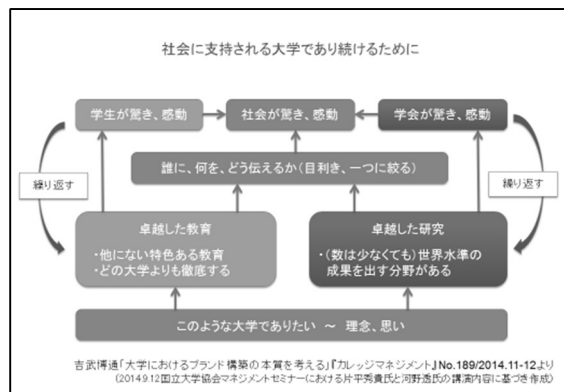 社会に支持される大学であり続けるために
学生が驚き、感動
社会が驚き、感動
学会が驚き、感動
繰り返す
誰に、何を、どう伝えるか(目利き、一つに絞る)
繰り返す
卓越した教育
・他にない特色ある教育
・どの大学よりも徹底する
卓越した研究
・(数は少なくても)世界水準の
成果を出す分野がある
このような大学でありたい ～ 理念、思い
吉武博通「大学におけるブランド構築の本質を考える」『カレッジマネジメント』No.189/2014.11-12より
(2014.9.12国立大学協会マネジメントセミナーにおける片平秀貴氏と河野透氏の講演内容に基づき作成)